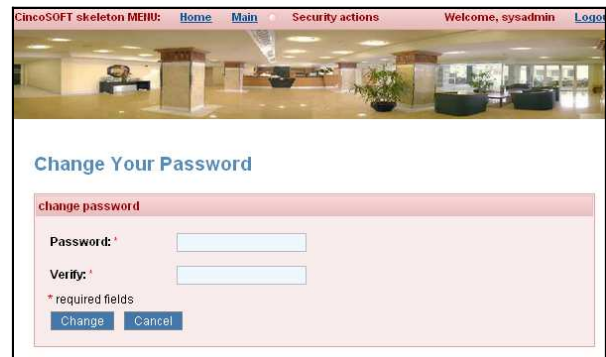 CincoSOFT skeleton MENU: Home Main Security actions Welcome, sysadmin Logou
Change Your Password
change password
Password: *
Verify: *
* required fields
Change Cancel